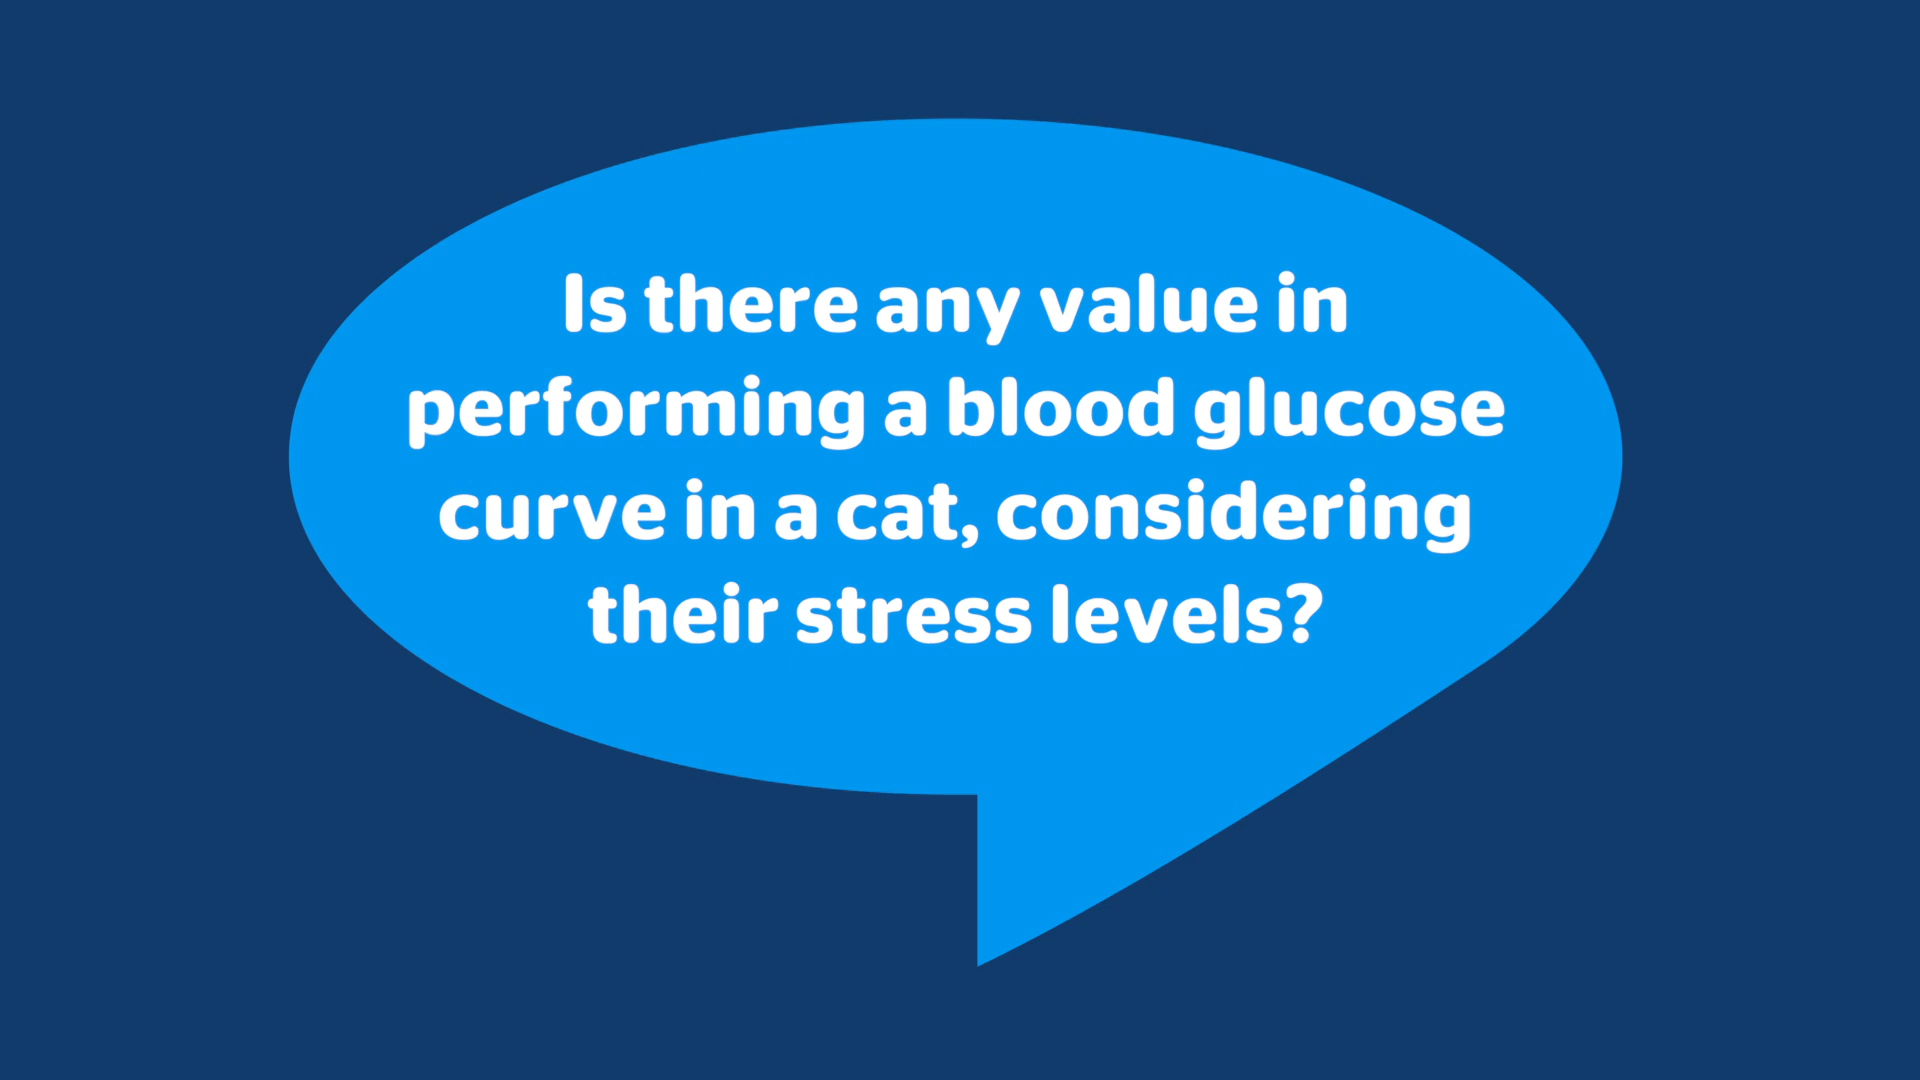 Is there any value in
performing a blood glucose
curve in a cat, considering
their stress levels?